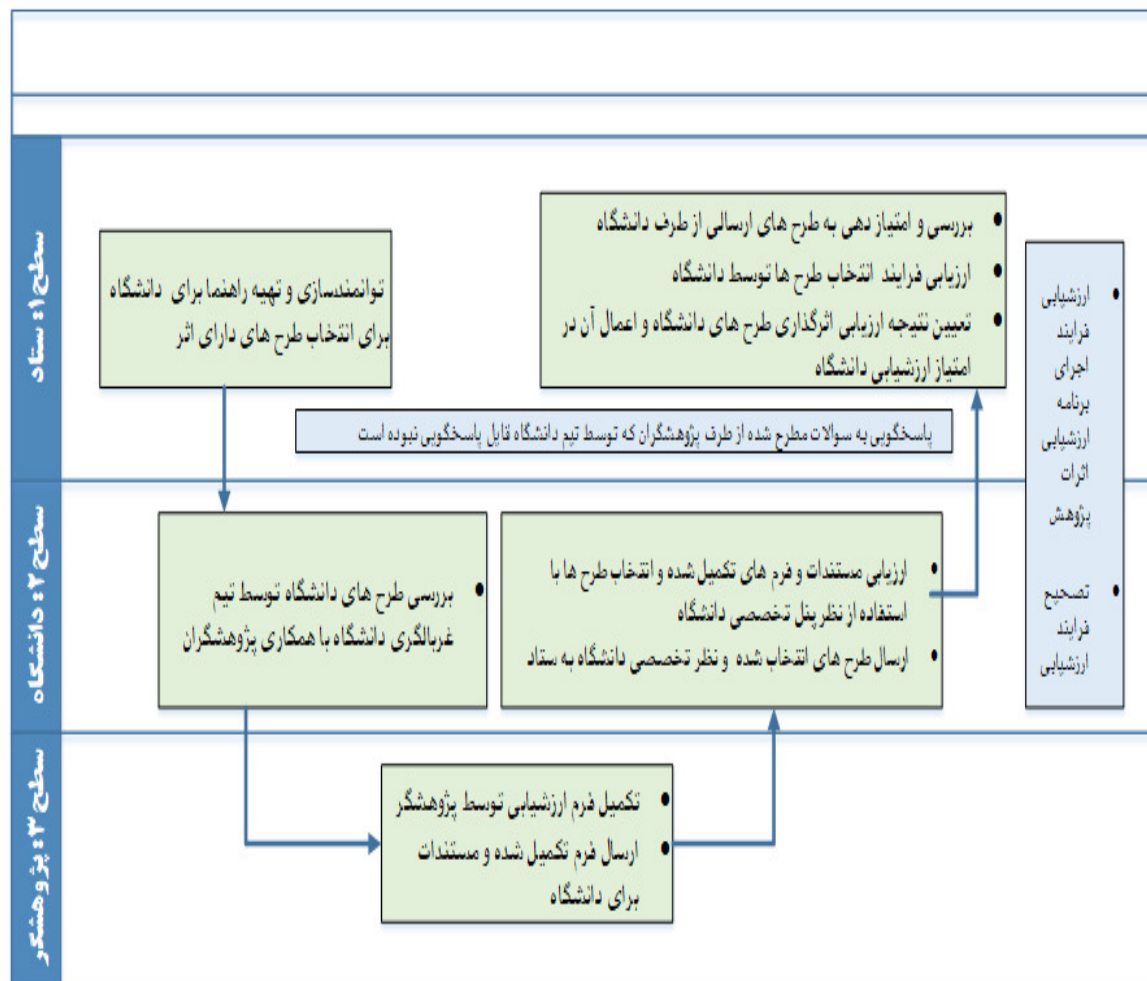 سطح ۱: ستاد
توانمندسازی و تهیه راهنما برای دانشگاه
برای انتخاب طرح های دارای اثر
• بررسی و امتیاز دهی به طرح های ارسالی از طرف دانشگاه
• ارزیابی فرایند انتخاب طرح ها توسط دانشگاه
• تعیین نتیجه ارزیابی اثرگذاری طرح های دانشگاه و اعمال آن در
امتیاز ارزشیابی دانشگاه
پاسخگویی به سوالات مطرح شده از طرف پژوهشگران که توسط تیم دانشگاه قابل پاسخگویی نبوده است
• ارزشیابی
فرایند
اجرای
برنامه
ارزشیابی
اثرات
پژوهش
• تصحیح
فرایند
ارزشیابی
سطح ۲: دانشگاه
• بررسی طرح های دانشگاه توسط تیم
غربالگری دانشگاه با همکاری پژوهشگران
• ارزیابی مستندات و فرم های تکمیل شده و انتخاب طرح ها با
استفاده از نظر پنل تخصصی دانشگاه
• ارسال طرح های انتخاب شده و نظر تخصصی دانشگاه به ستاد
سطح ۳: پژوهشگر
• تکمیل فرم ارزشیابی توسط پژوهشگر
• ارسال فرم تکمیل شده و مستندات
برای دانشگاه